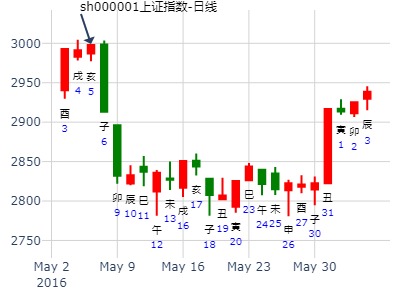 sh000001上证指数-日线
3000
2950
2900
2850
2800
2750
酉
3
戌
4
亥
5
子
6
卯
9
辰
10
巳
11
午
12
未
13
戌
16
亥
17
子
18
丑
19
寅
20
巳
23
午
24
未
25
申
26
酉
27
子
30
丑
31
寅
1
卯
2
辰
3
May 2
2016
May 9
May 16
May 23
May 30